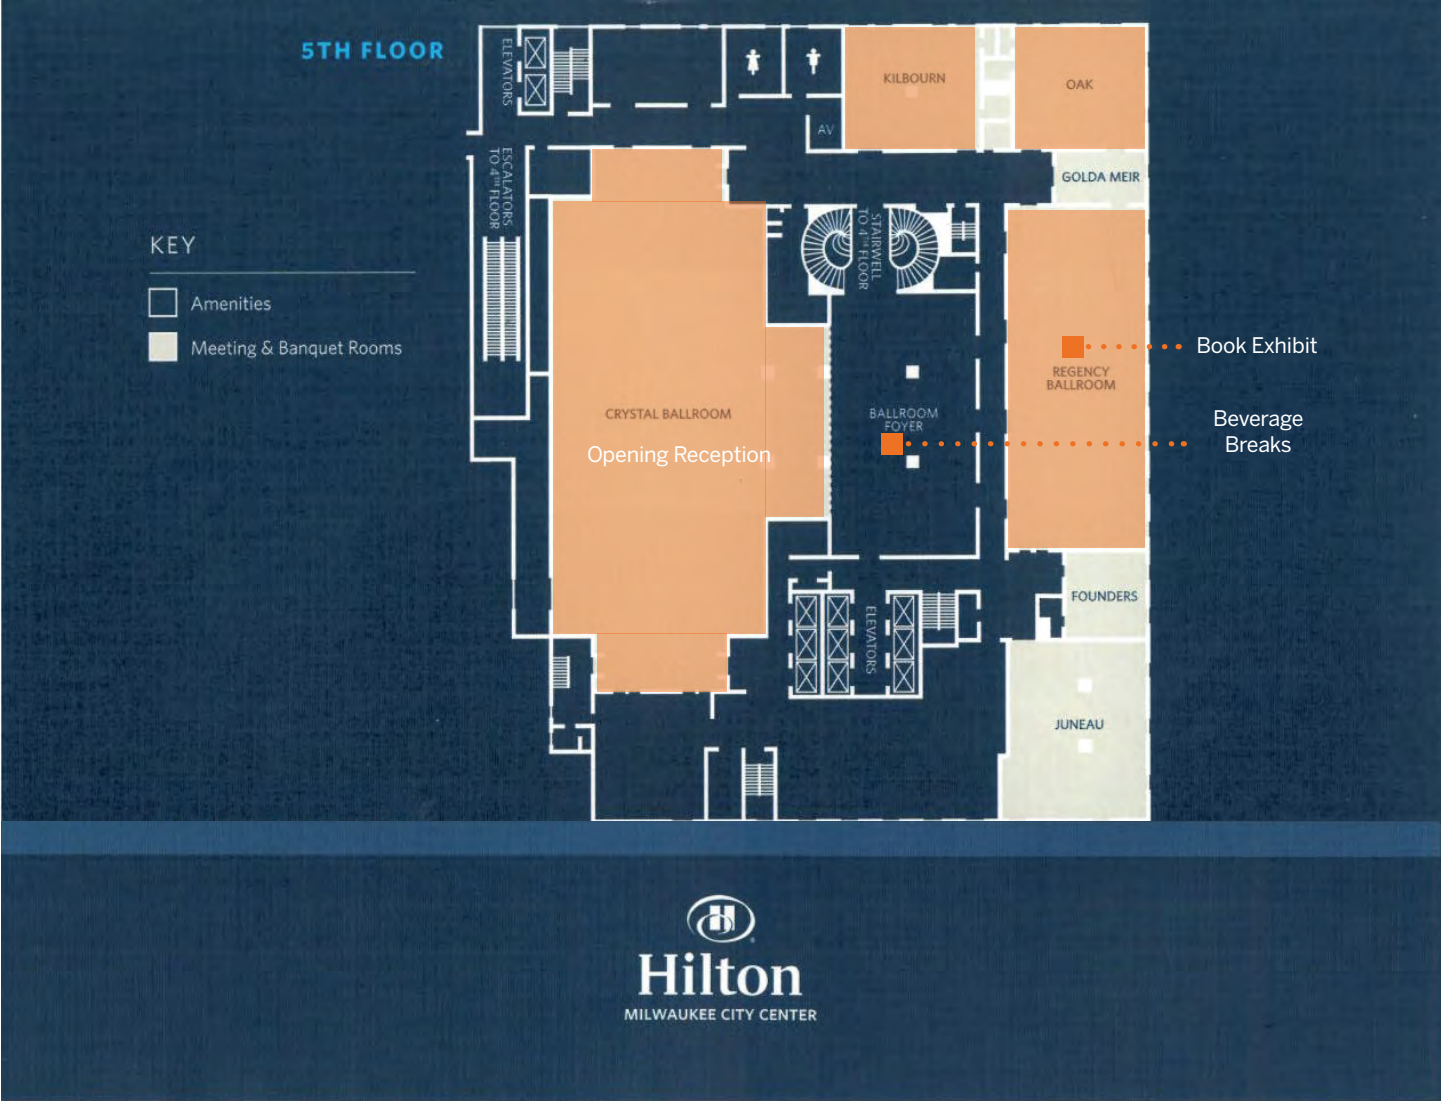 5TH FLOOR
ELEVATORS
KILBOURN
OAK
AV
ESCALATORS
TO 4TH FLOOR
GOLDA MEIR
STAIRWELL
TO 4TH FLOOR
KEY
Amenities
Meeting & Banquet Rooms
Book Exhibit
REGENCY
BALLROOM
CRYSTAL BALLROOM
Opening Reception
BALLROOM
FOYER
Beverage
Breaks
FOUNDERS
ELEVATORS
JUNEAU
H
Hilton
MILWAUKEE CITY CENTER